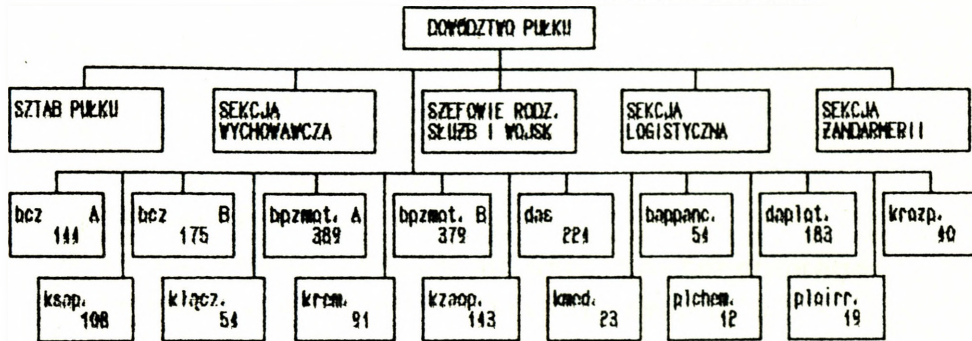 DOWÓDZTWO PUŁKU
SZTAB PUŁKU
SEKCJA
WYCHOWAWCZA
SZEFOWIE RODZ.
SŁUŻB I WOJSK
SEKCJA
LOGISTYCZNA
SEKCJA
ŻANDARMERII
bcz A
144
bcz B
175
bpzmot. A
389
bpzmot. B
379
das
224
bappanc.
54
daplot.
183
krozp.
40
ksap.
108
kłącz.
54
krem.
91
kzaop.
143
kmed.
23
plchem.
12
19